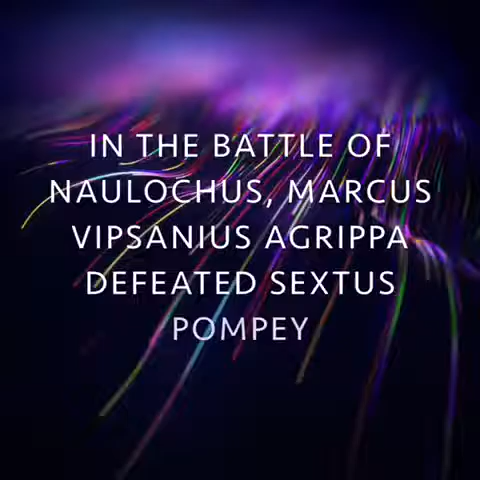 IN THE BATTLE OF
NAULOCHUS, MARCUS
VIPSANIUS AGRIPPA
DEFEATED SEXTUS
POMPEY